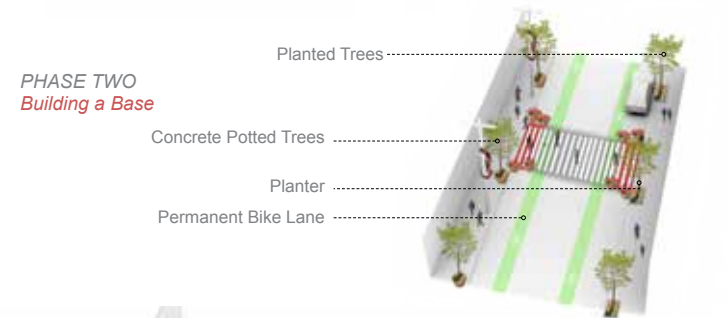 Planted Trees
PHASE TWO
Building a Base
Concrete Potted Trees
Planter
Permanent Bike Lane